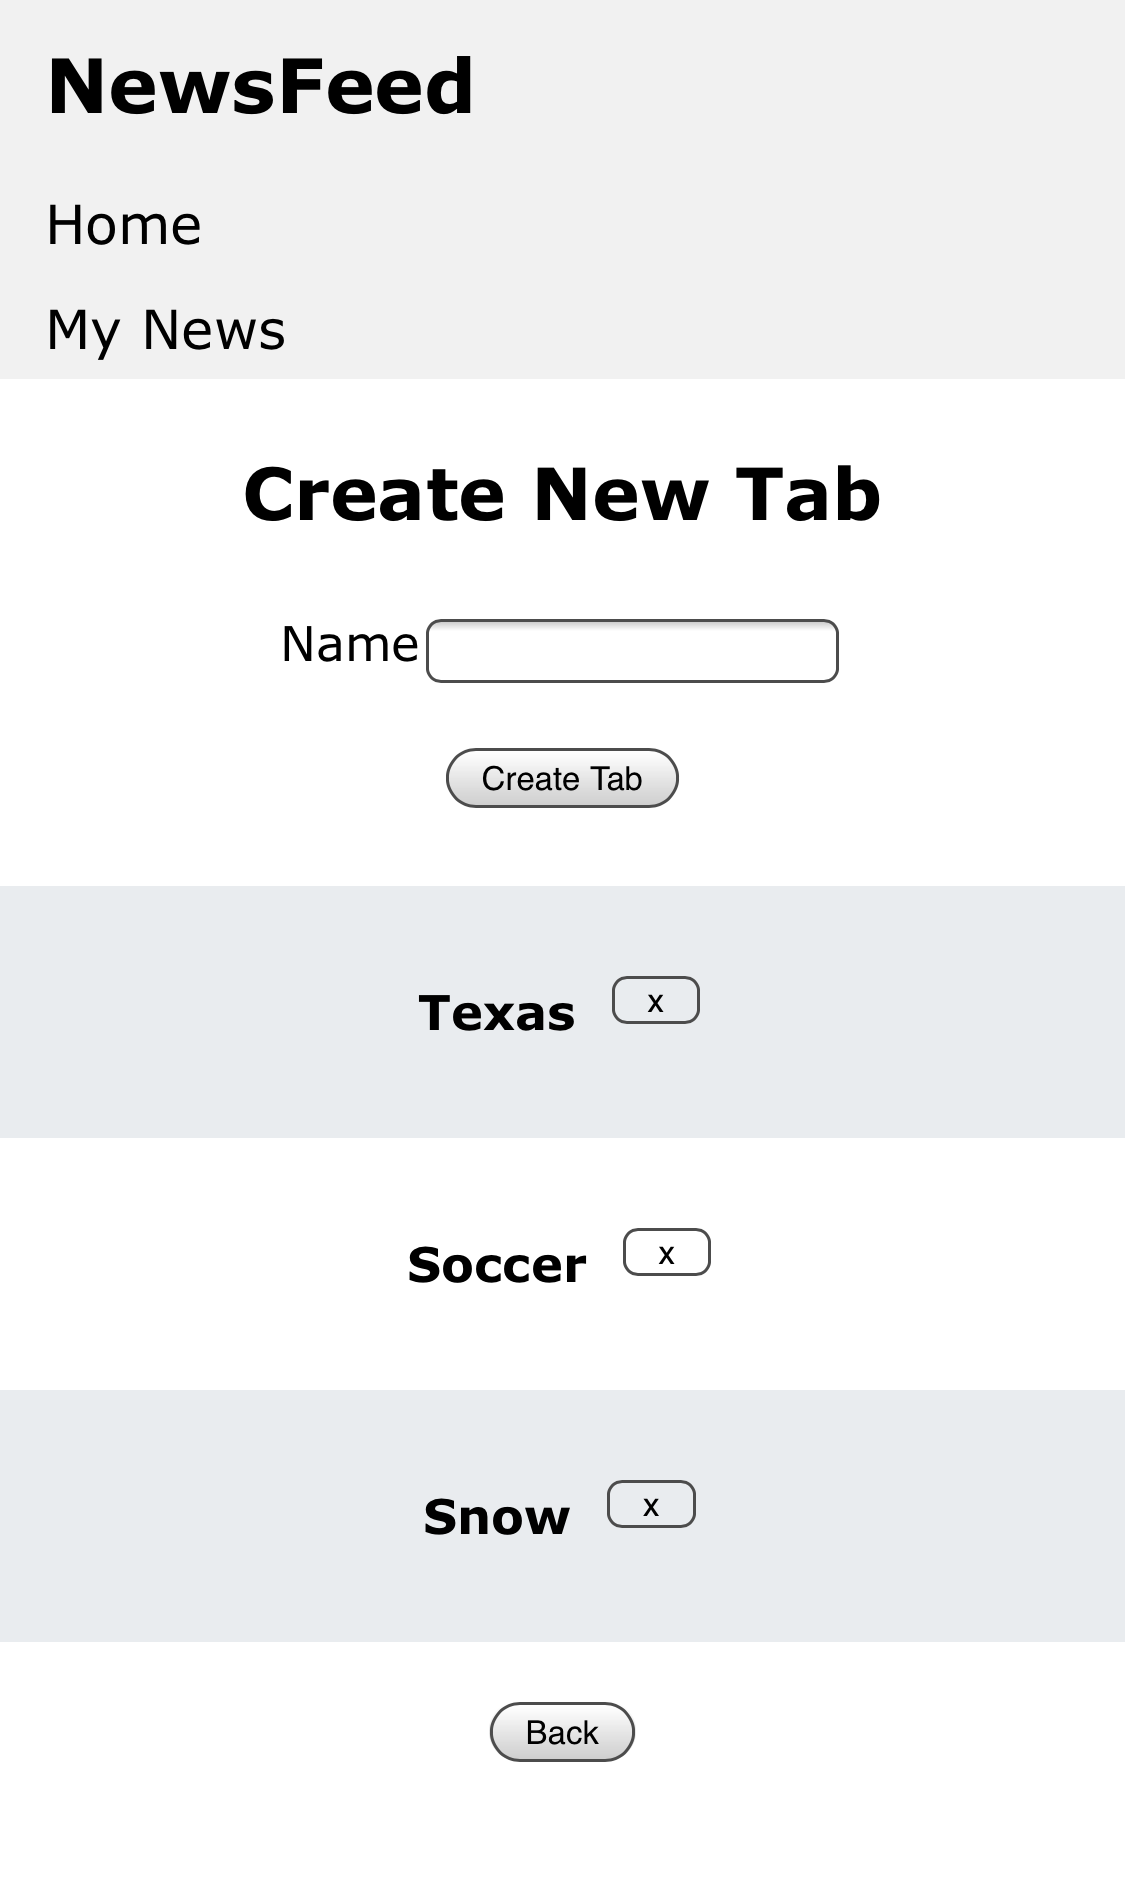 NewsFeed
Home
My News
Create New Tab
Name
Create Tab
Texas x
Soccer x
Snow x
Back